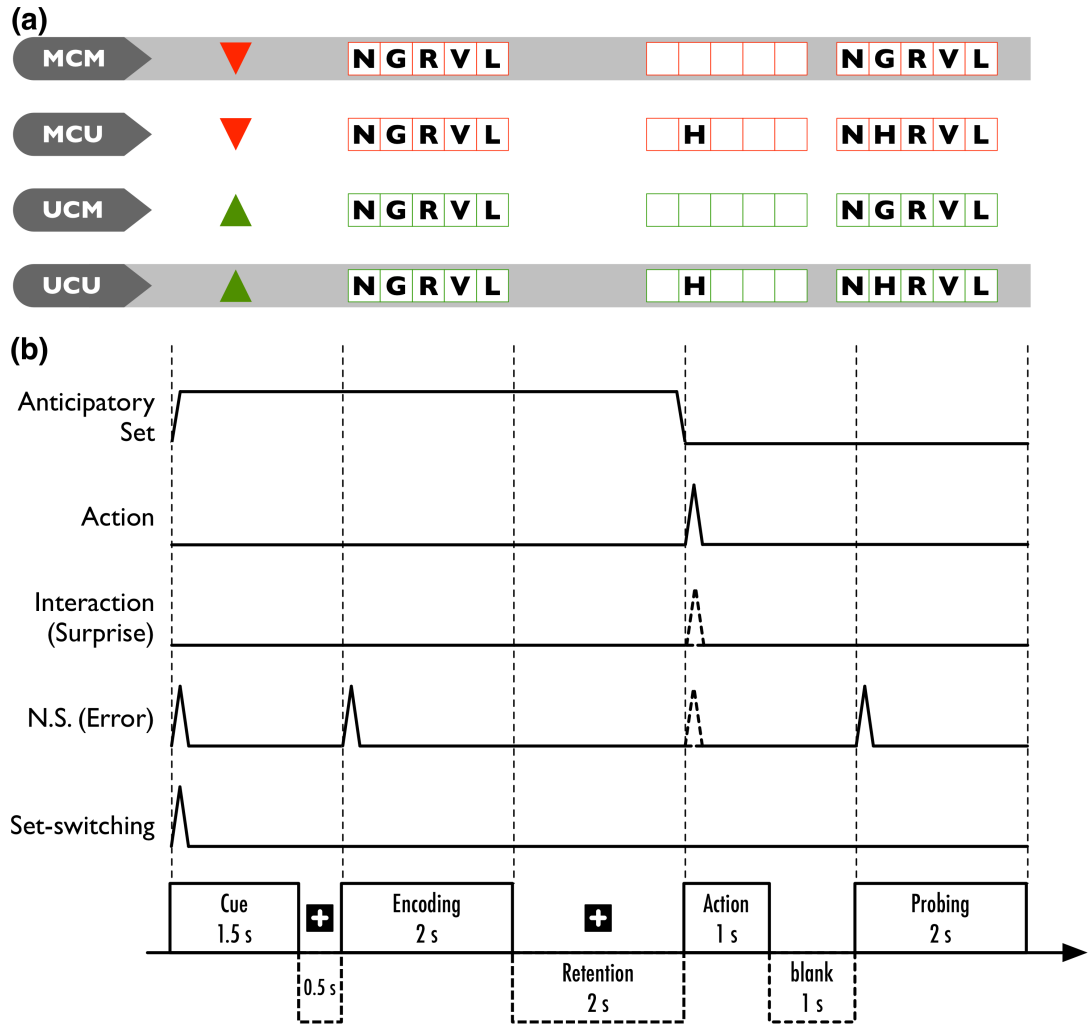 (a)
MCM N G R V L N G R V L
MCU N G R V L H N H R V L
UCM N G R V L N G R V L
UCU N G R V L H N H R V L
(b)
Anticipatory
Set
Action
Interaction
(Surprise)
N.S. (Error)
Set-switching
Cue
1.5 s
Encoding
2 s
Action
1 s
Probing
2 s
0.5 s
Retention
2 s
blank
1 s